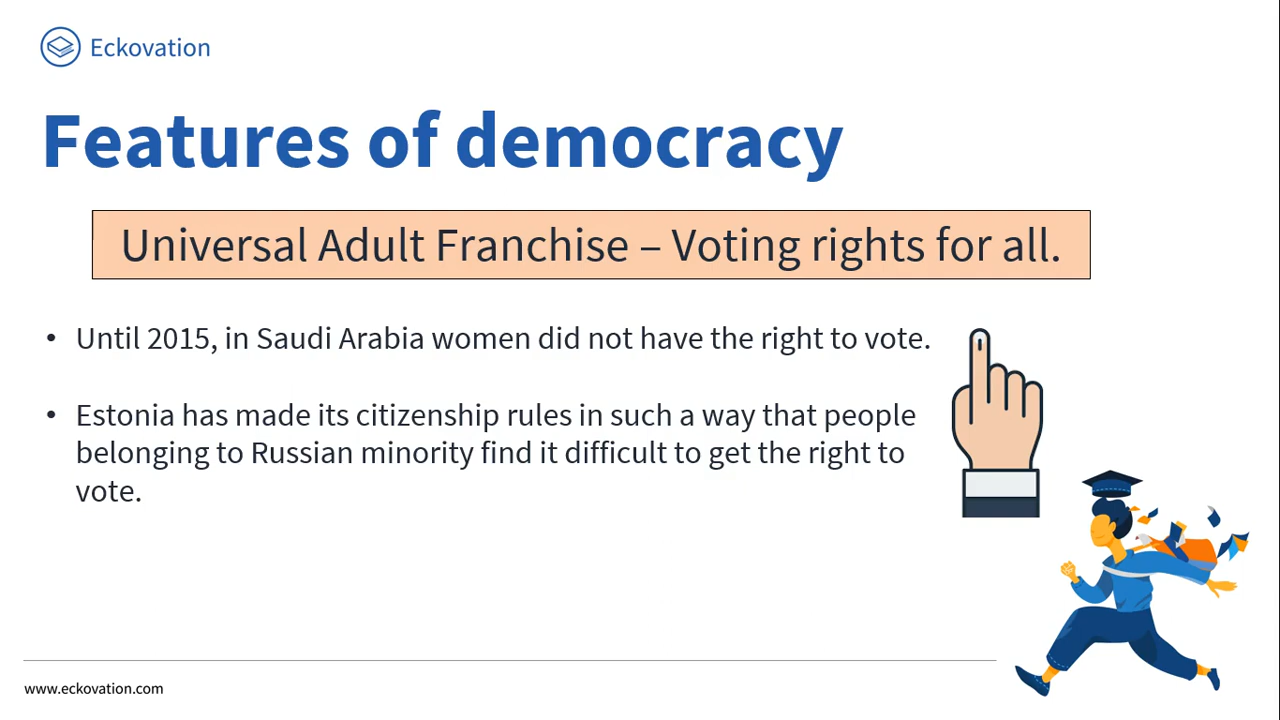 Eckovation
Features of democracy
Universal Adult Franchise – Voting rights for all.
• Until 2015, in Saudi Arabia women did not have the right to vote.
• Estonia has made its citizenship rules in such a way that people
belonging to Russian minority find it difficult to get the right to
vote.
www.eckovation.com